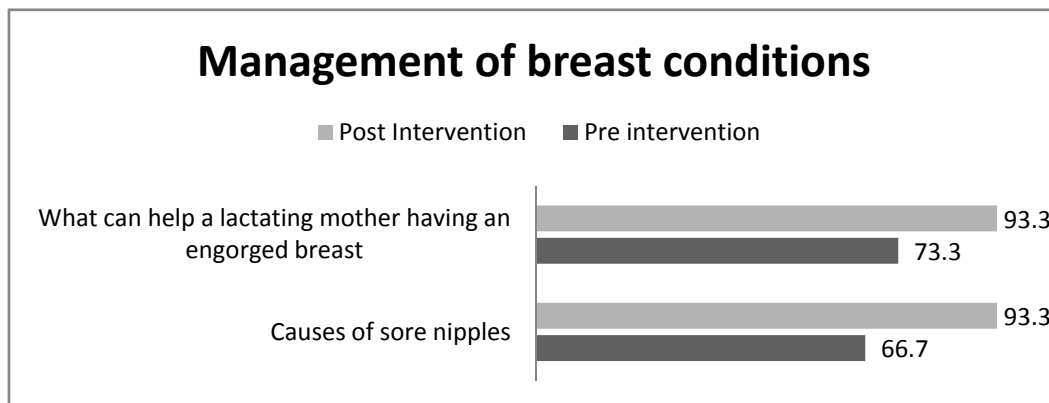 Management of breast conditions
Post Intervention Pre intervention
What can help a lactating mother having an
engorged breast
93.3
73.3
Causes of sore nipples
93.3
66.7